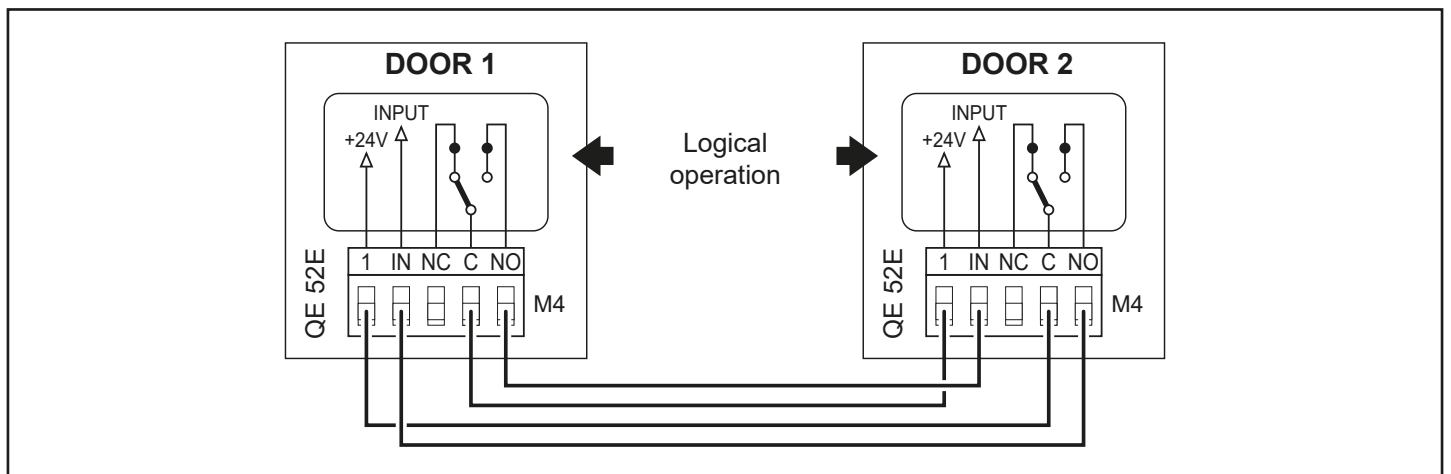 DOOR 1
INPUT
+24V
1 IN NC C NO
QE 52E
M4
Logical
operation
DOOR 2
INPUT
+24V
1 IN NC C NO
QE 52E
M4